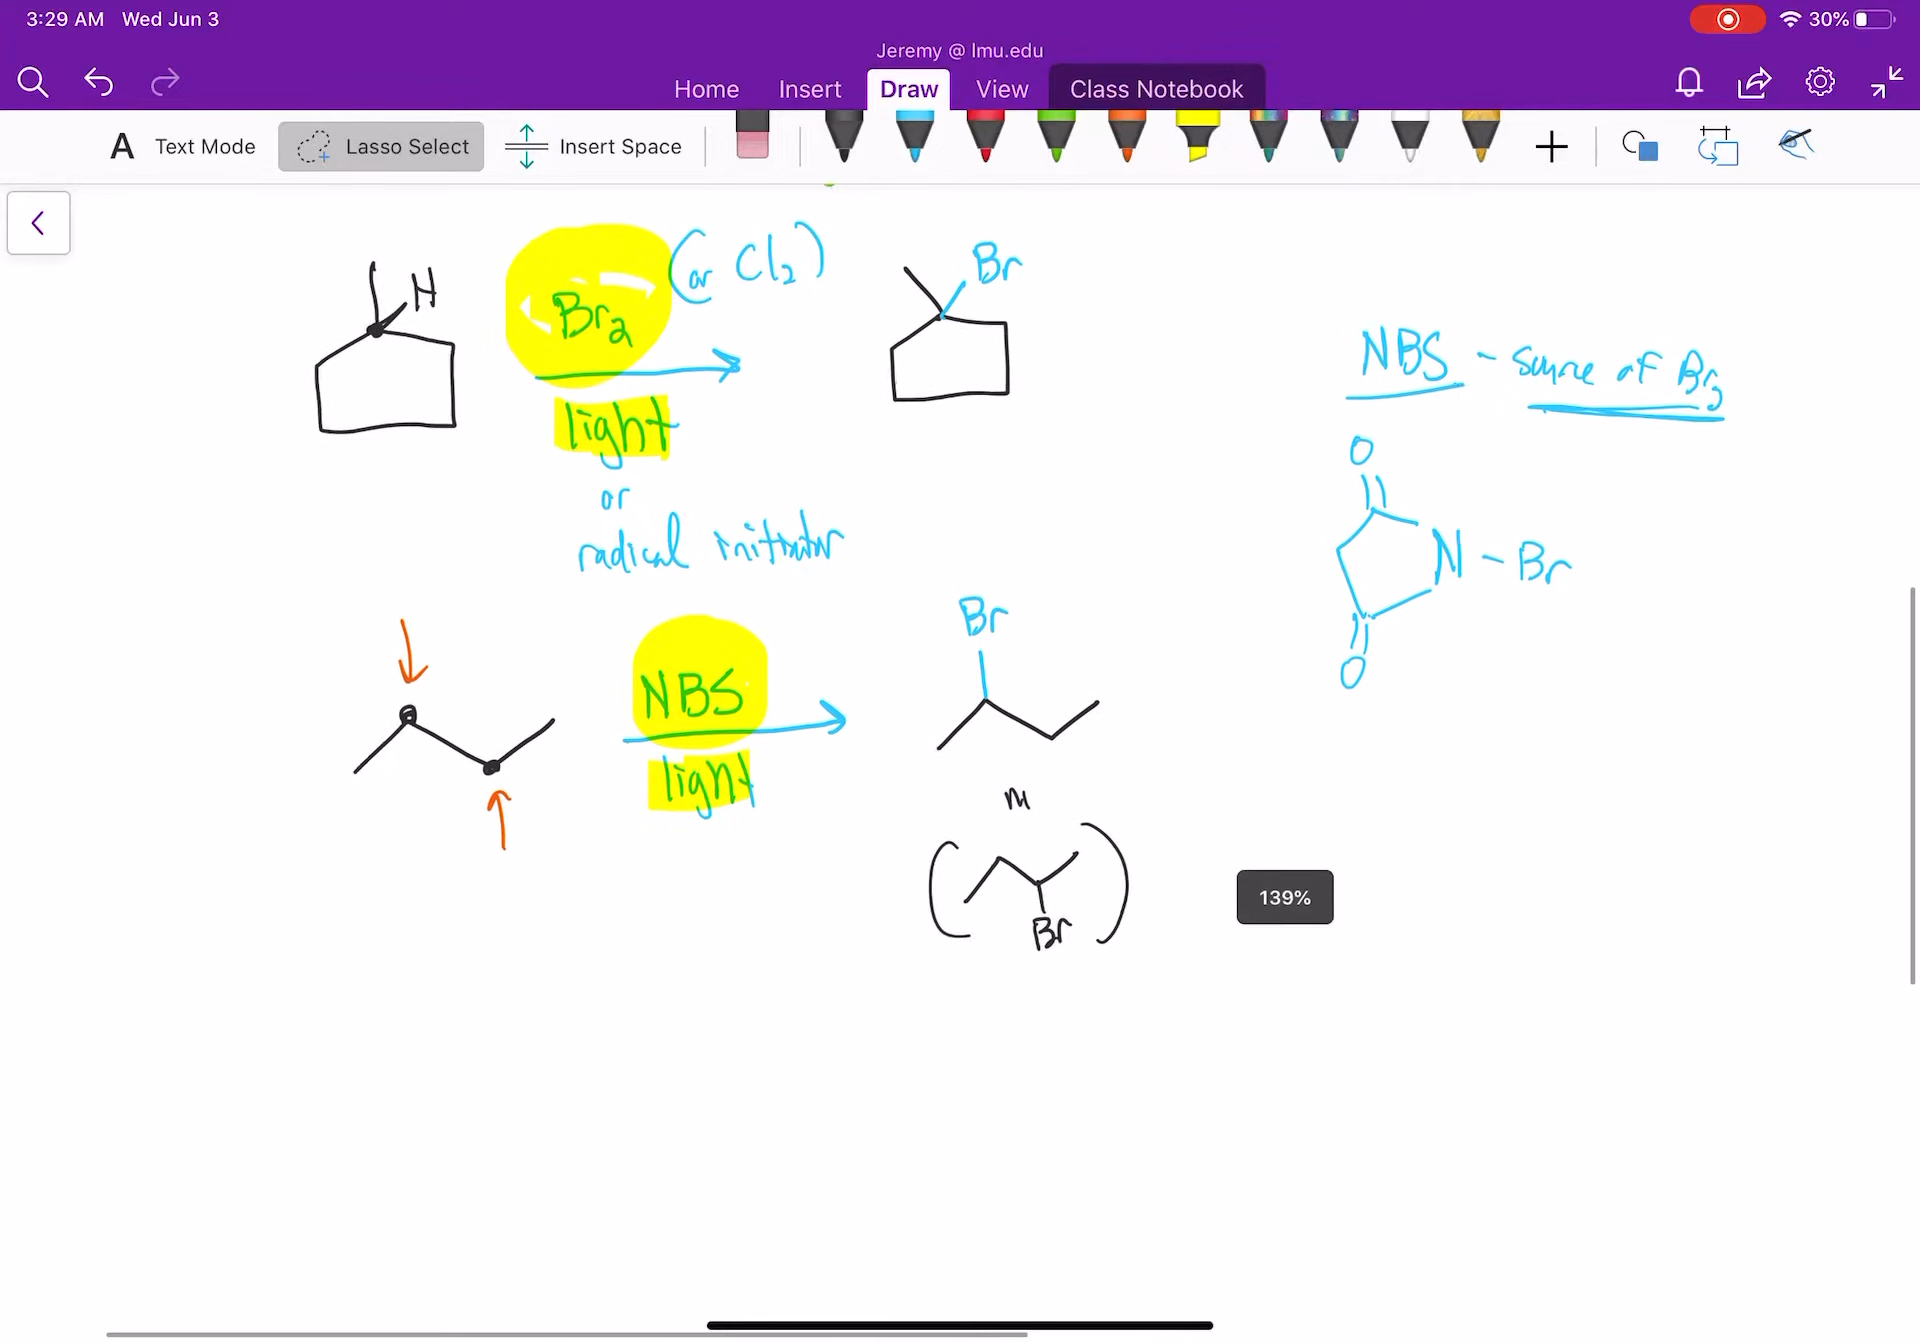 3:29 AM Wed Jun 3
30%
Jeremy @ lmu.edu
Home Insert Draw View Class Notebook
A Text Mode Lasso Select Insert Space
(or Cl2)
H
Br2
Br
light
or
radical initiator
NBS - source of Br2
O
N - Br
O
Br
NBS
light
Br
139%